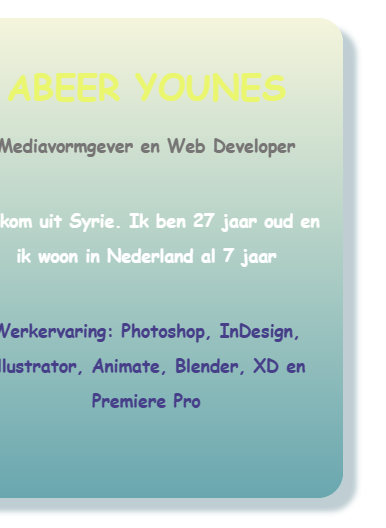 ABEER YOUNES
Mediavormgever en Web Developer
kom uit Syrie. Ik ben 27 jaar oud en
ik woon in Nederland al 7 jaar
Werkervaring: Photoshop, InDesign,
llustrator, Animate, Blender, XD en
Premiere Pro